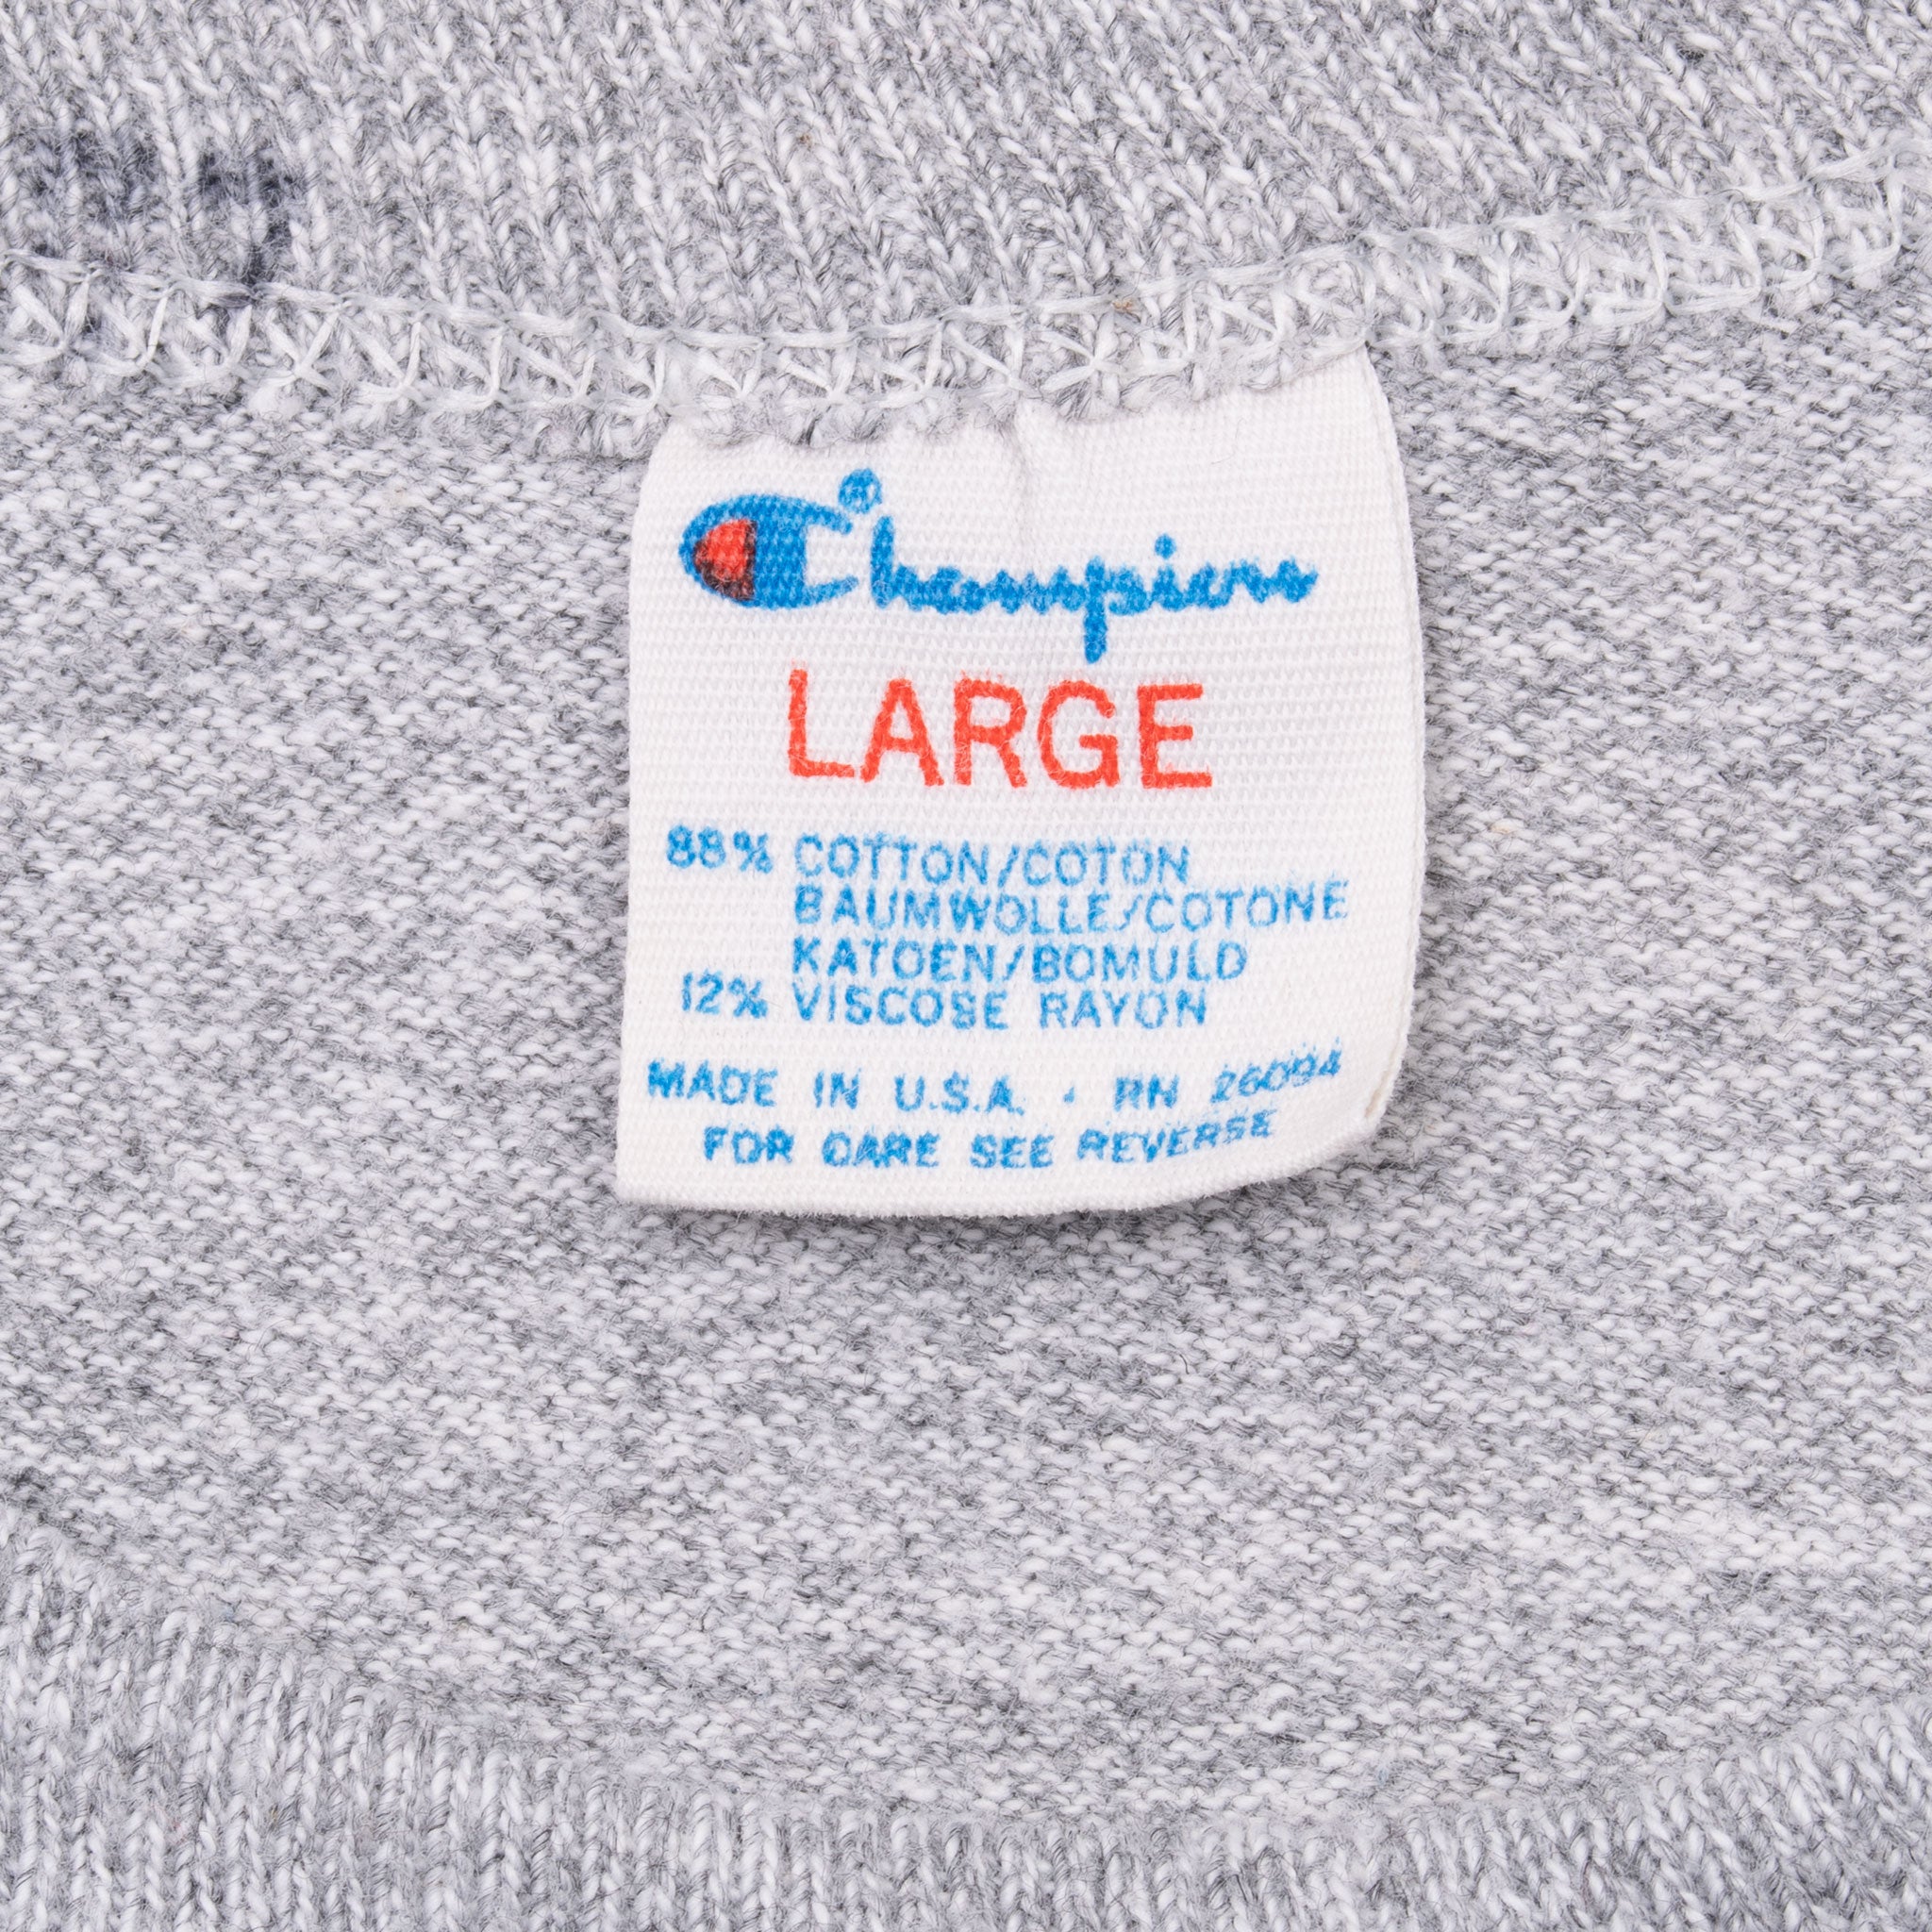 Champion®
LARGE
88% COTTON/COTON
BAUMWOLLE/COTONE
KATOEN/BOMULD
12% VISCOSE RAYON
MADE IN U.S.A. · RN 26094
FOR CARE SEE REVERSE